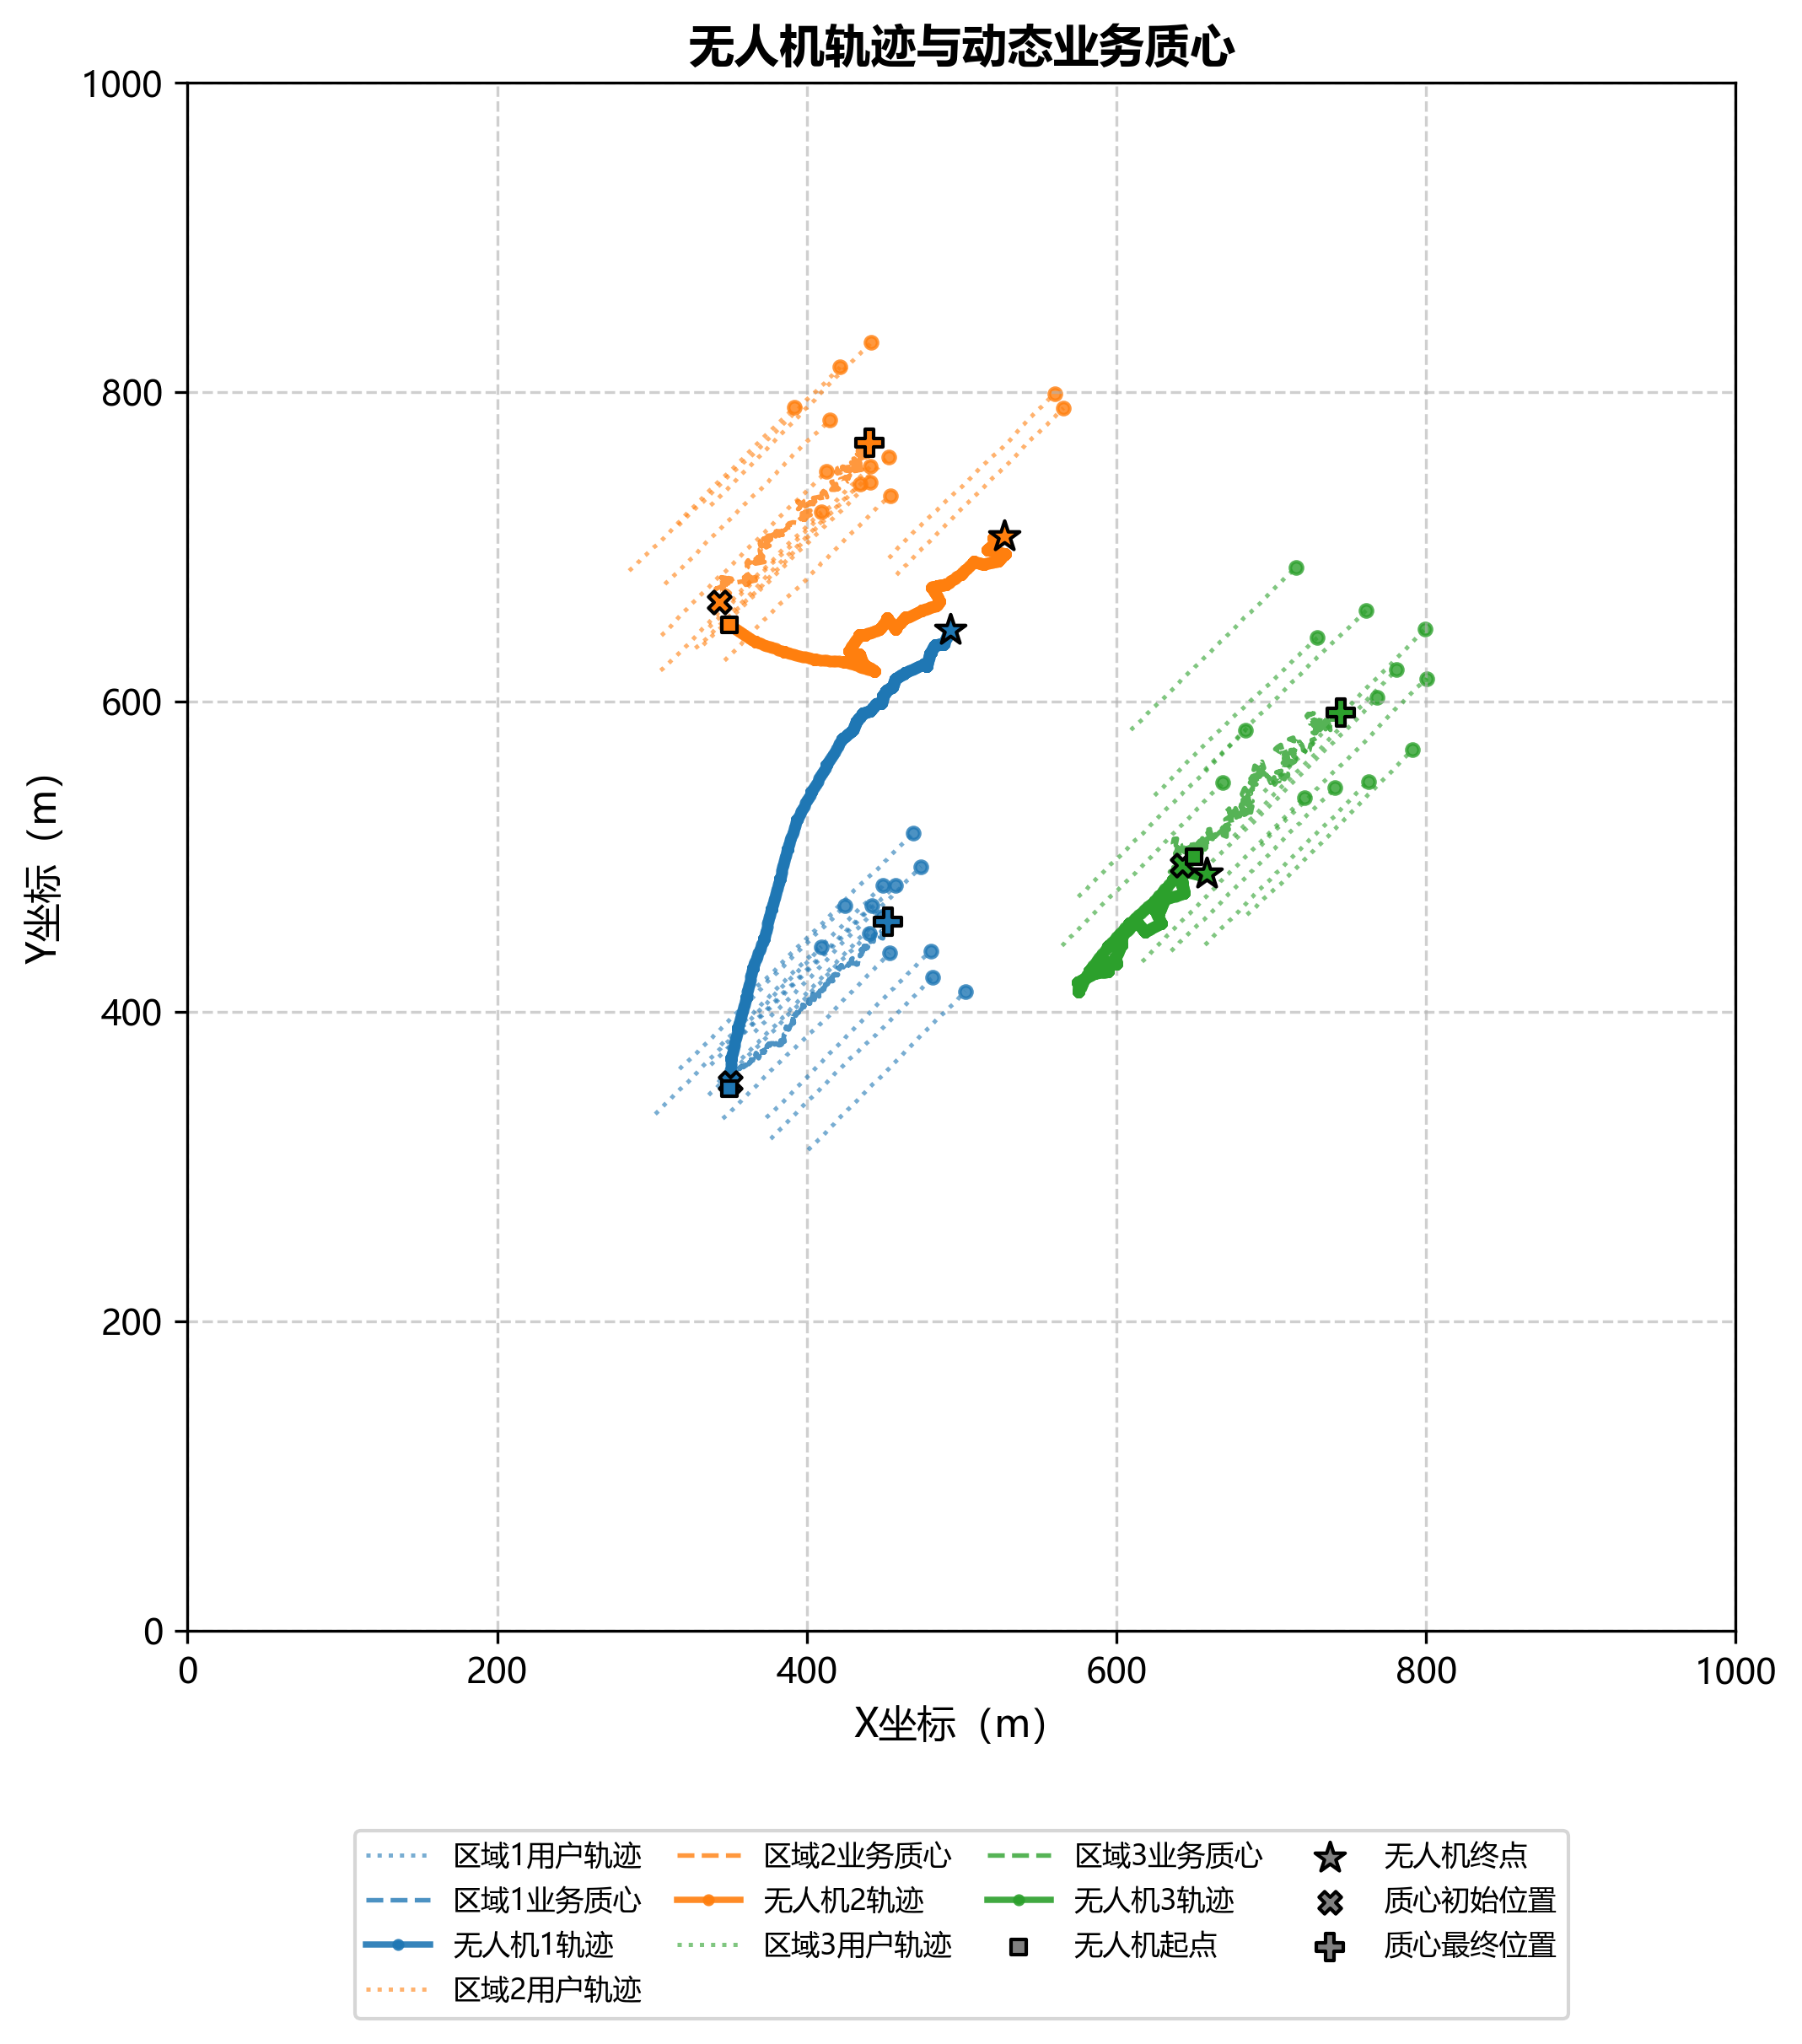 无人机轨迹与动态业务质心
1000
800
600
400
200
0
Y坐标（m）
0 200 400 600 800 1000
X坐标（m）
区域1用户轨迹 区域2业务质心 区域3业务质心 无人机终点
区域1业务质心 无人机2轨迹 无人机3轨迹 质心初始位置
无人机1轨迹 区域3用户轨迹 无人机起点 质心最终位置
区域2用户轨迹